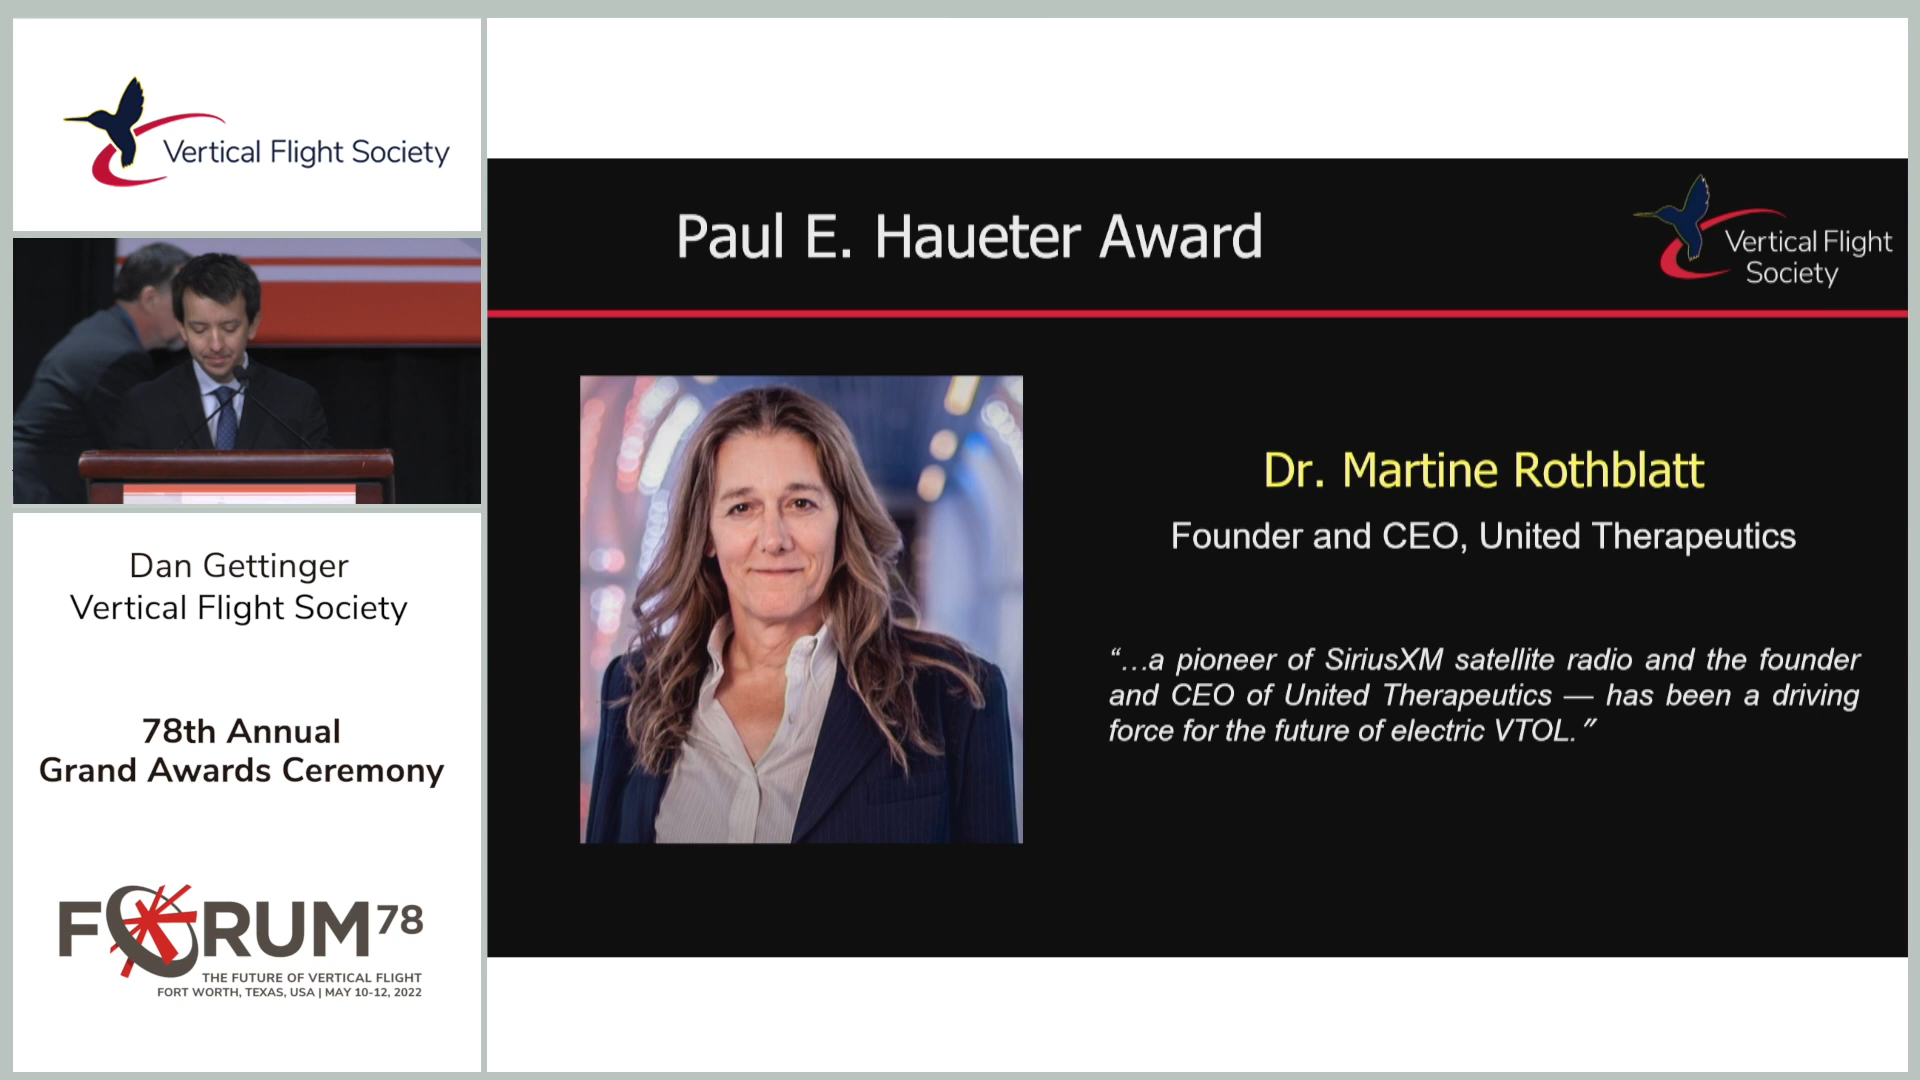 Vertical Flight Society
Dan Gettinger
Vertical Flight Society
78th Annual
Grand Awards Ceremony
FORUM 78
THE FUTURE OF VERTICAL FLIGHT
FORT WORTH, TEXAS, USA | MAY 10-12, 2022
Paul E. Haueter Award
Vertical Flight
Society
Dr. Martine Rothblatt
Founder and CEO, United Therapeutics
“…a pioneer of SiriusXM satellite radio and the founder
and CEO of United Therapeutics — has been a driving
force for the future of electric VTOL.”